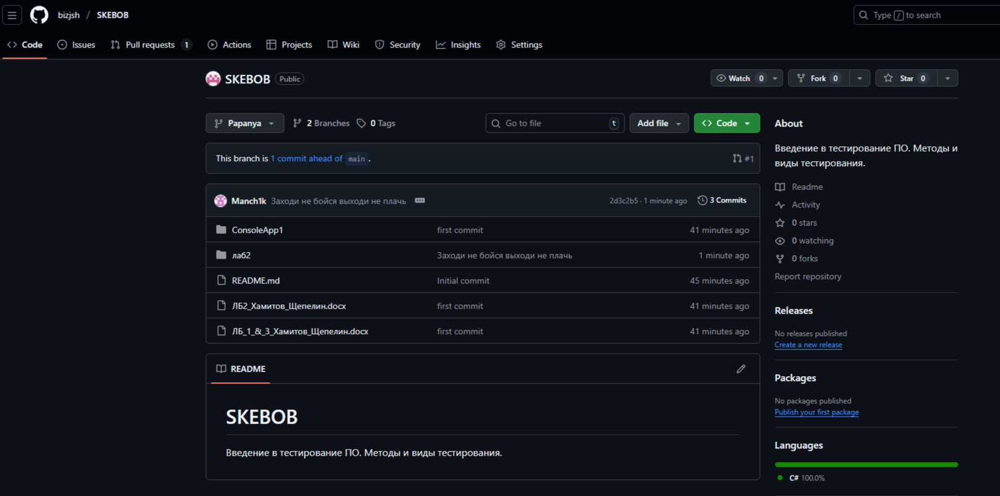 bizjsh / SKEBOB
Type / to search
Code Issues Pull requests 1 Actions Projects Wiki Security Insights Settings
SKEBOB Public
Watch 0 Fork 0 Star 0
Papanya 2 Branches 0 Tags Go to file t Add file Code
This branch is 1 commit ahead of main . #1
Manch1k Заходи не бойся выходи не плачь 2d3c2b5 · 1 minute ago 3 Commits
ConsoleApp1 first commit 41 minutes ago
лаб2 Заходи не бойся выходи не плачь 1 minute ago
README.md Initial commit 45 minutes ago
ЛБ2_Хамитов_Щепелин.docx first commit 41 minutes ago
ЛБ_1_&_3_Хамитов_Щепелин.docx first commit 41 minutes ago
README
SKEBOB
Введение в тестирование ПО. Методы и виды тестирования.
About
Введение в тестирование ПО. Методы и
виды тестирования.
Readme
Activity
0 stars
0 watching
0 forks
Report repository
Releases
No releases published
Create a new release
Packages
No packages published
Publish your first package
Languages
C# 100.0%